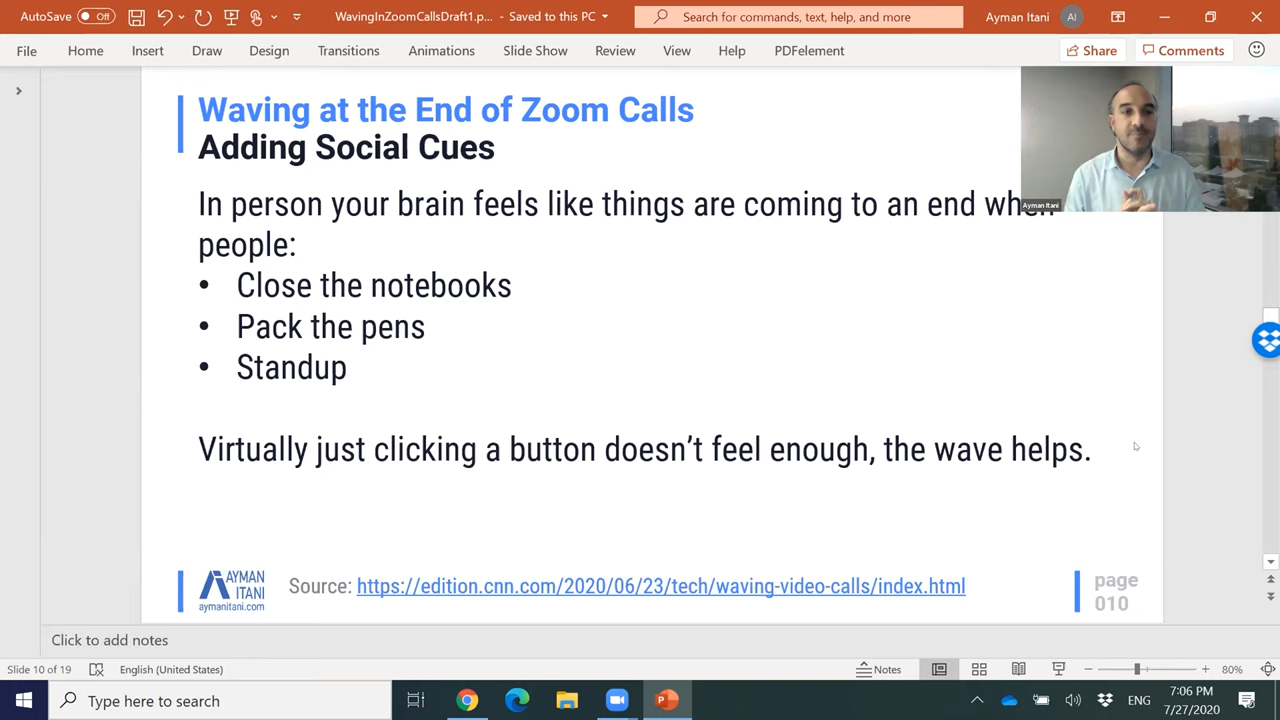 AutoSave Off
WavingInZoomCallsDraft1.p... - Saved to this PC
Search for commands, text, help, and more
Ayman Itani AI
File Home Insert Draw Design Transitions Animations Slide Show Review View Help PDFelement
Share Comments
Waving at the End of Zoom Calls
Adding Social Cues
In person your brain feels like things are coming to an end when
people:
• Close the notebooks
• Pack the pens
• Standup
Virtually just clicking a button doesn’t feel enough, the wave helps.
Ayman Itani
AYMAN
ITANI
aymanitani.com
Source: https://edition.cnn.com/2020/06/23/tech/waving-video-calls/index.html
page
010
Click to add notes
Slide 10 of 19 English (United States) Notes 80%
Type here to search
ENG
7:06 PM
7/27/2020